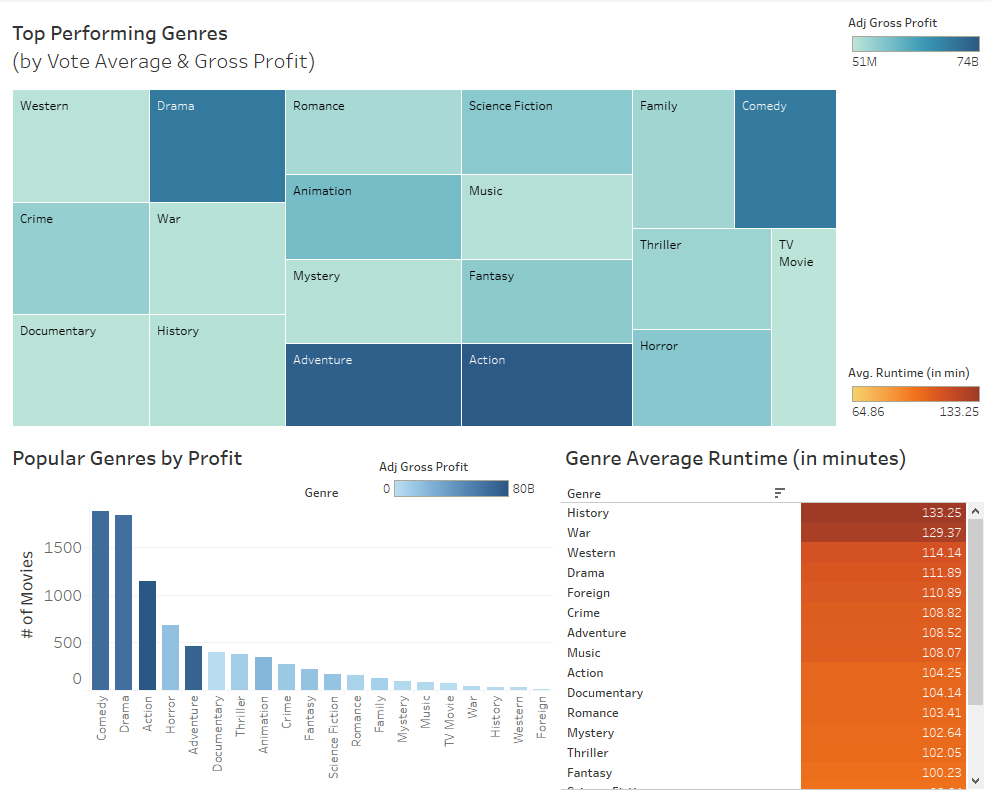 Top Performing Genres
(by Vote Average & Gross Profit)
Adj Gross Profit
51M 74B
Western
Drama
Romance
Science Fiction
Family
Comedy
Animation
Music
Crime
War
Thriller
TV
Movie
Mystery
Fantasy
Documentary
History
Horror
Adventure
Action
Avg. Runtime (in min)
64.86 133.25
Popular Genres by Profit
Genre
Adj Gross Profit
0 80B
# of Movies
1500
1000
500
0
Comedy
Drama
Action
Horror
Adventure
Documentary
Thriller
Animation
Crime
Fantasy
Science Fiction
Romance
Family
Mystery
Music
TV Movie
War
History
Western
Foreign
Genre Average Runtime (in minutes)
Genre
History 133.25
War 129.37
Western 114.14
Drama 111.89
Foreign 110.89
Crime 108.82
Adventure 108.52
Music 108.07
Action 104.25
Documentary 104.14
Romance 103.41
Mystery 102.64
Thriller 102.05
Fantasy 100.23